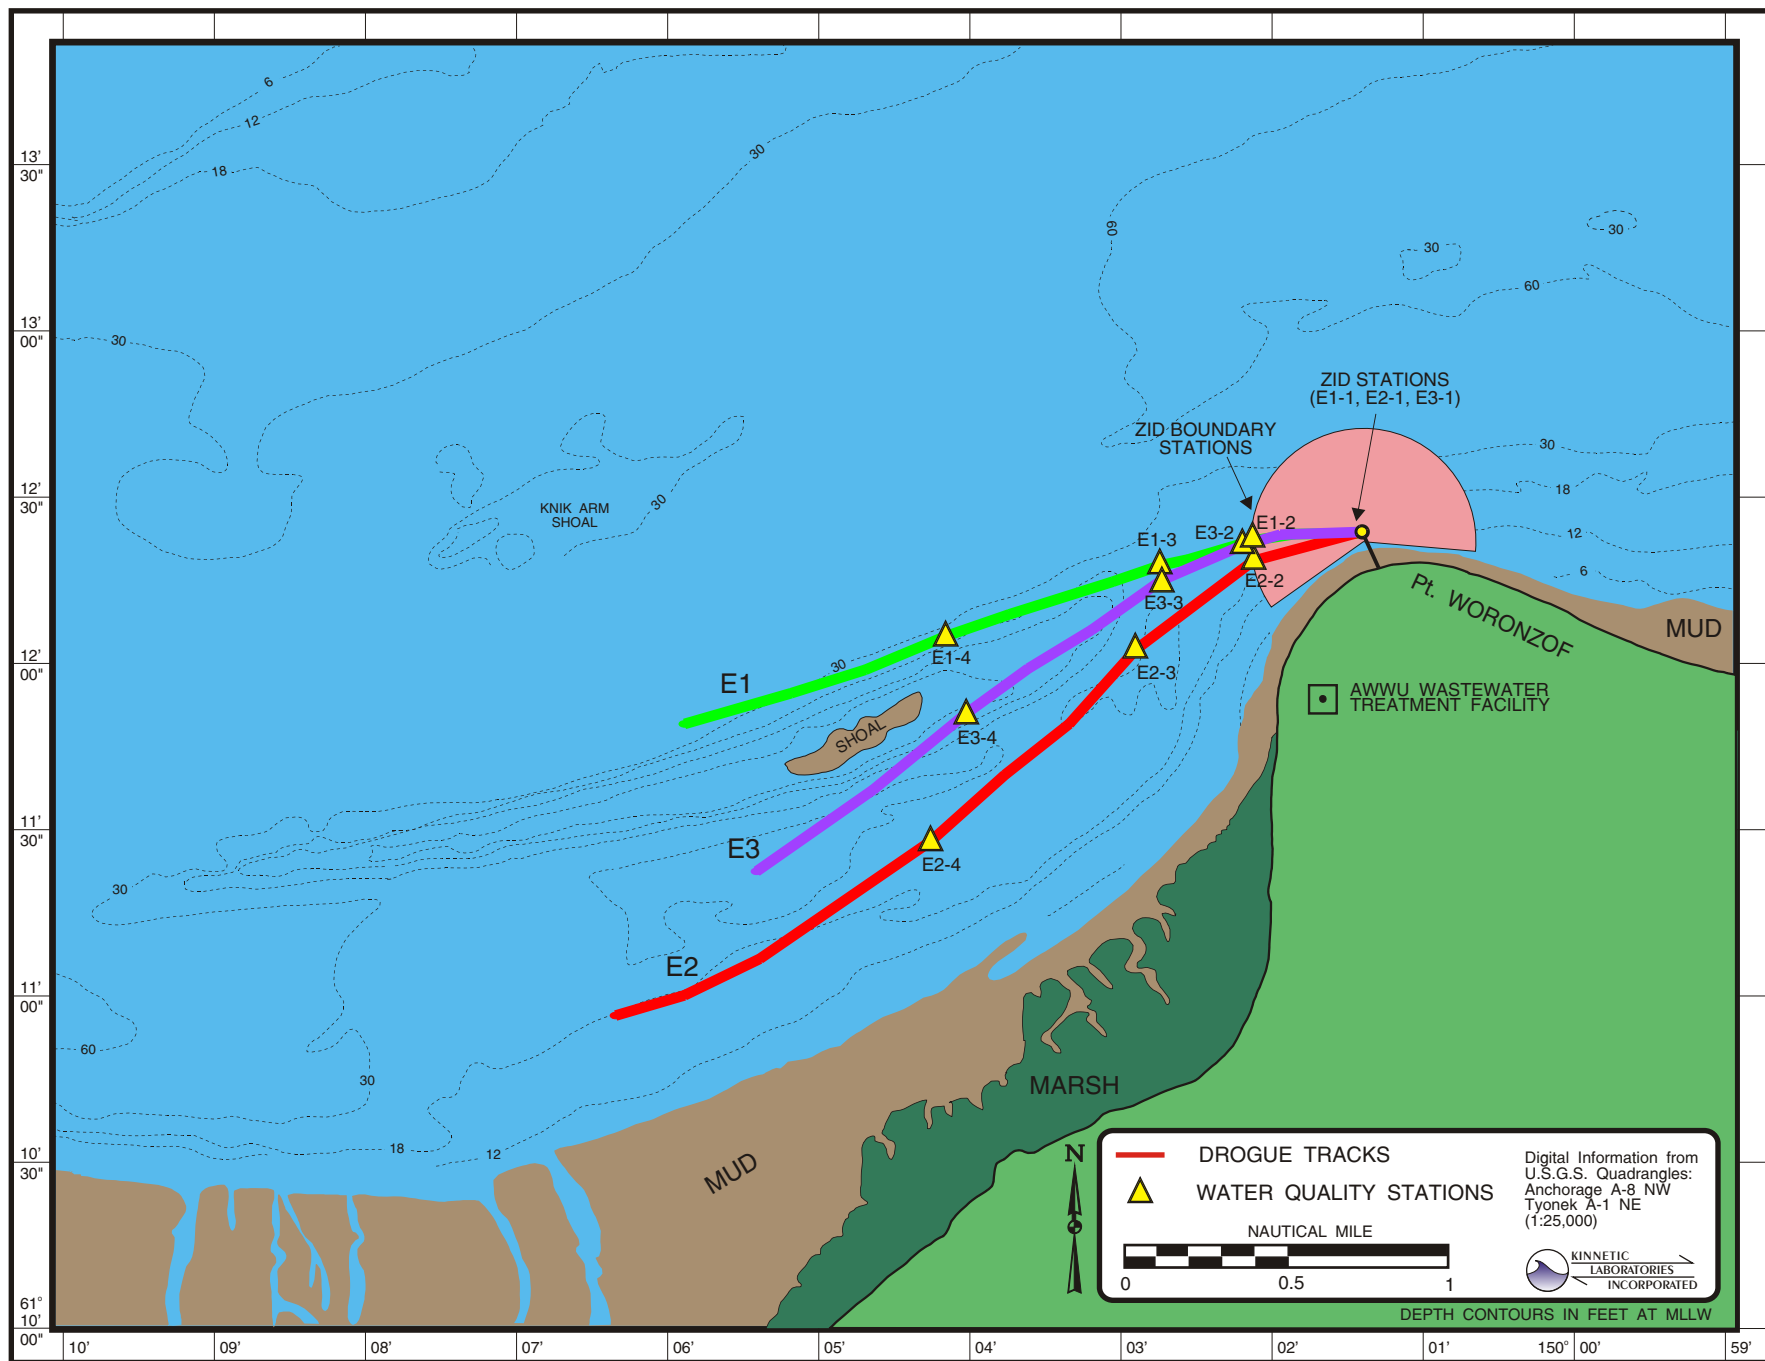 6
12
18
30
13'
30"
60
30
30
60
13'
00"
30
ZID STATIONS
(E1-1, E2-1, E3-1)
ZID BOUNDARY
STATIONS
30
18
12
6
12'
30"
KNIK ARM
SHOAL
30
E3-2
E1-2
E1-3
E2-2
E3-3
Pt. WORONZOF
MUD
12'
00"
30
E1-4
E2-3
E1
AWWU WASTEWATER
TREATMENT FACILITY
SHOAL
E3-4
11'
30"
E3
E2-4
30
E2
11'
00"
60
30
MARSH
18
12
10'
30"
MUD
N
DROGUE TRACKS
WATER QUALITY STATIONS
NAUTICAL MILE
0
0.5
1
Digital Information from
U.S.G.S. Quadrangles:
Anchorage A-8 NW
Tyonek A-1 NE
(1:25,000)
KINNETIC
LABORATORIES
INCORPORATED
DEPTH CONTOURS IN FEET AT MLLW
61°
10'
00"
10'
09'
08'
07'
06'
05'
04'
03'
02'
01'
150° 00'
59'